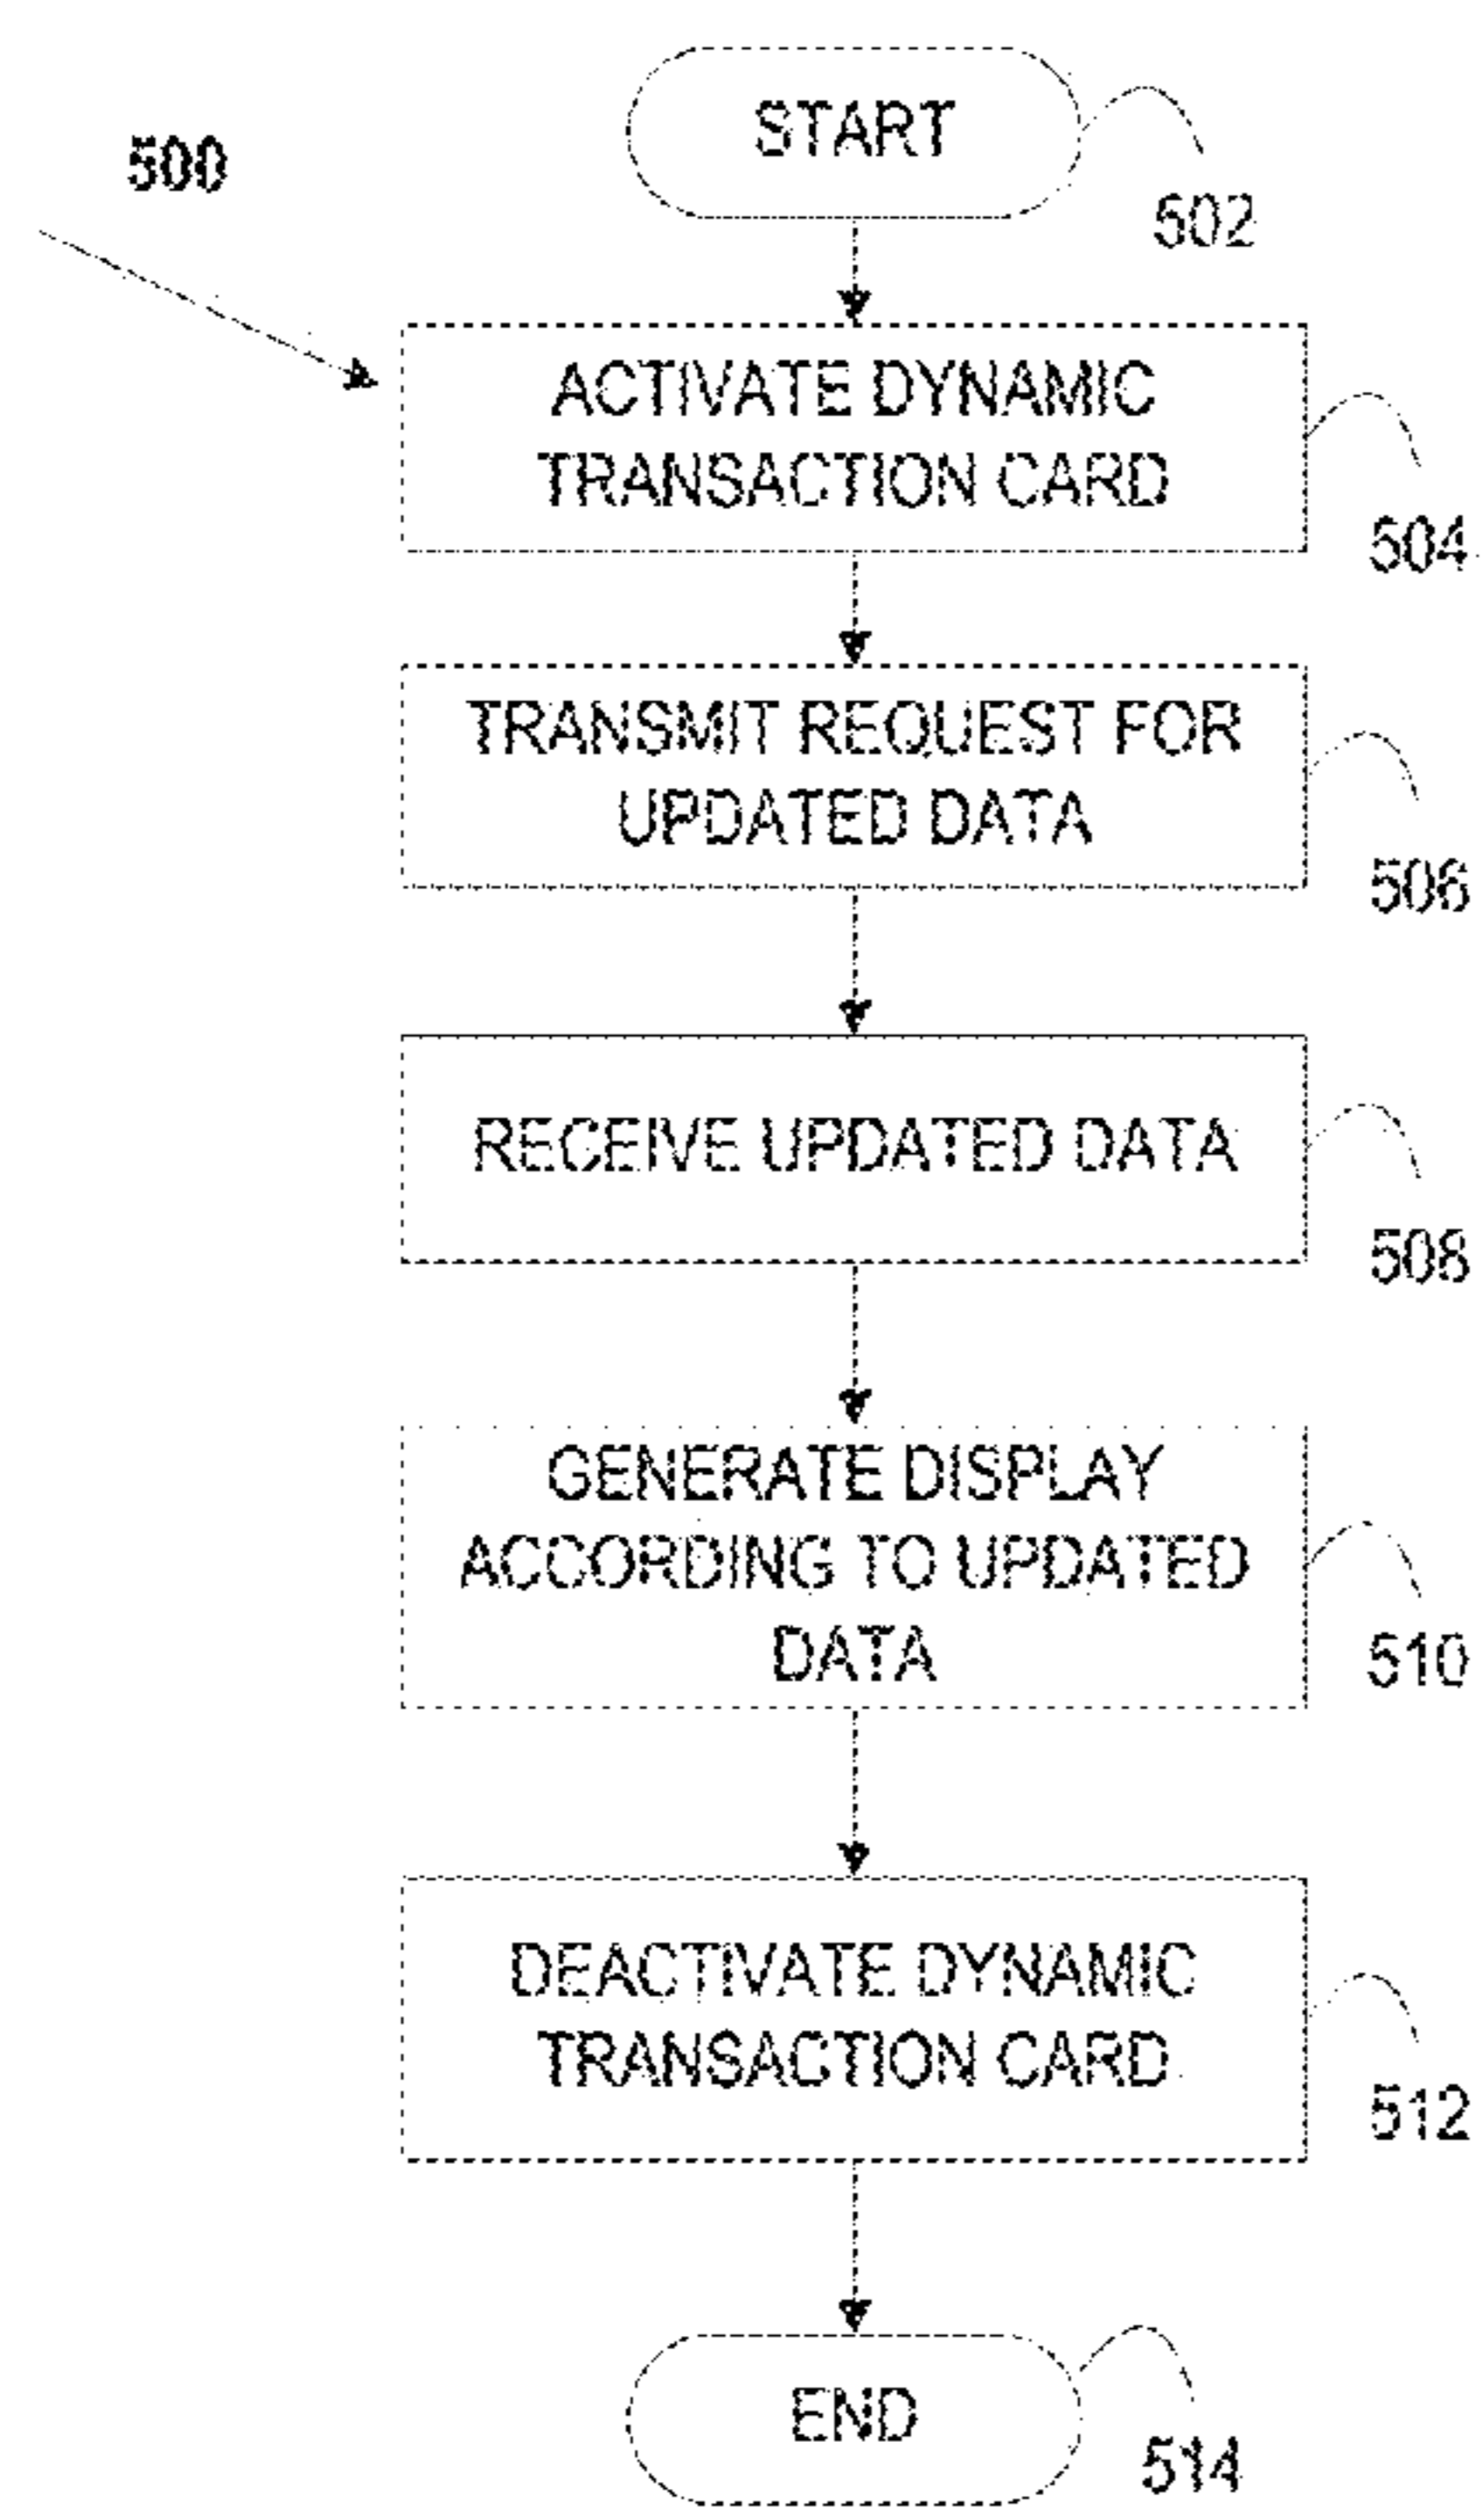 500
START
502
ACTIVATE DYNAMIC
TRANSACTION CARD
504
TRANSMIT REQUEST FOR
UPDATED DATA
506
RECEIVE UPDATED DATA
508
GENERATE DISPLAY
ACCORDING TO UPDATED
DATA
510
DEACTIVATE DYNAMIC
TRANSACTION CARD
512
END
514